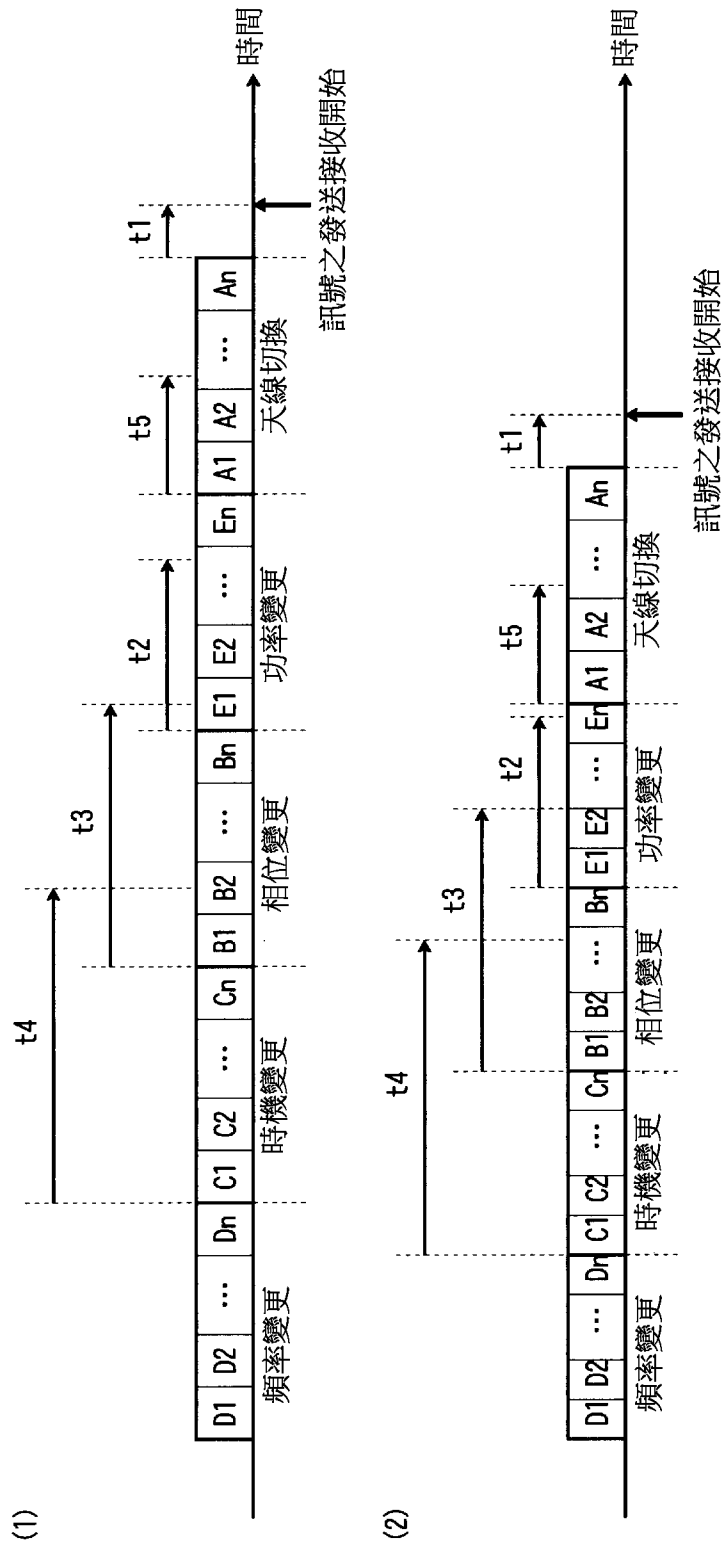 (1)
t4
t3
t2
t5
t1
D1 D2 … Dn C1 C2 … Cn B1 B2 … Bn E1 E2 … En A1 A2 … An
時間
頻率變更 時機變更 相位變更 功率變更 天線切換
訊號之發送接收開始
(2)
t4
t3
t2
t5
t1
D1 D2 … Dn C1 C2 … Cn B1 B2 … Bn E1 E2 … En A1 A2 … An
時間
頻率變更 時機變更 相位變更 功率變更 天線切換
訊號之發送接收開始